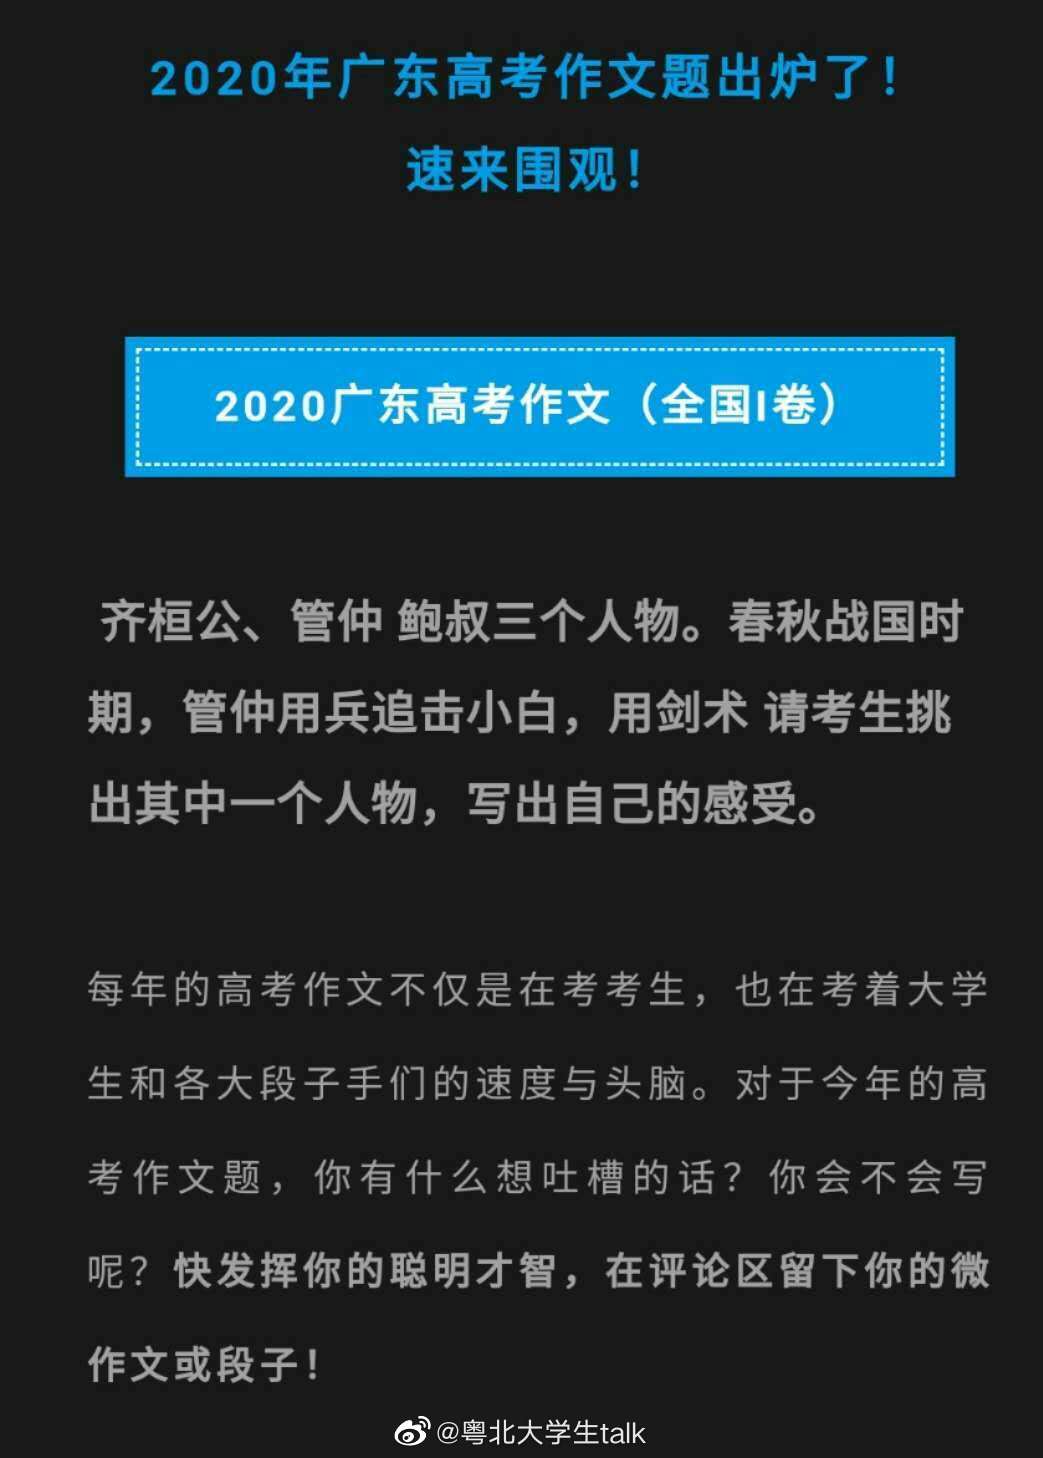 2020年广东高考作文题出炉了！
速来围观！
2020广东高考作文（全国I卷）
齐桓公、管仲 鲍叔三个人物。春秋战国时
期，管仲用兵追击小白，用剑术 请考生挑
出其中一个人物，写出自己的感受。
每年的高考作文不仅是在考考生，也在考着大学
生和各大段子手们的速度与头脑。对于今年的高
考作文题，你有什么想吐槽的话？你会不会写
呢？快发挥你的聪明才智，在评论区留下你的微
作文或段子！
@粤北大学生talk